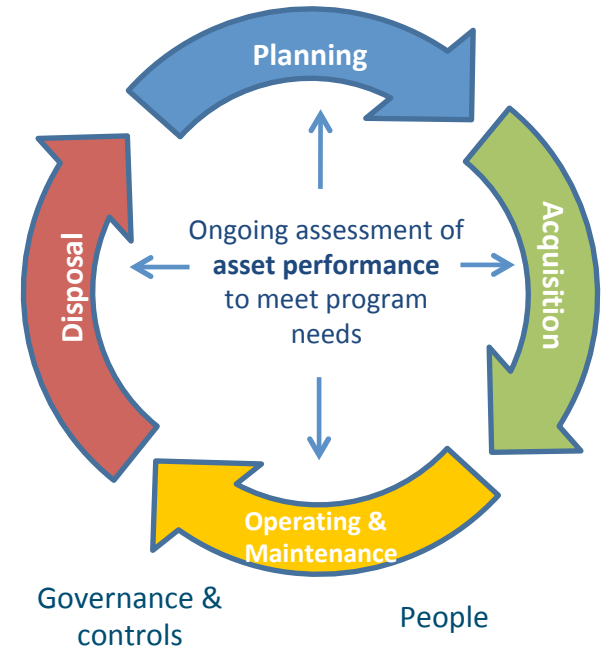 Planning
Acquisition
Ongoing assessment of
asset performance
to meet program
needs
Disposal
Operating &
Maintenance
Governance &
controls
People